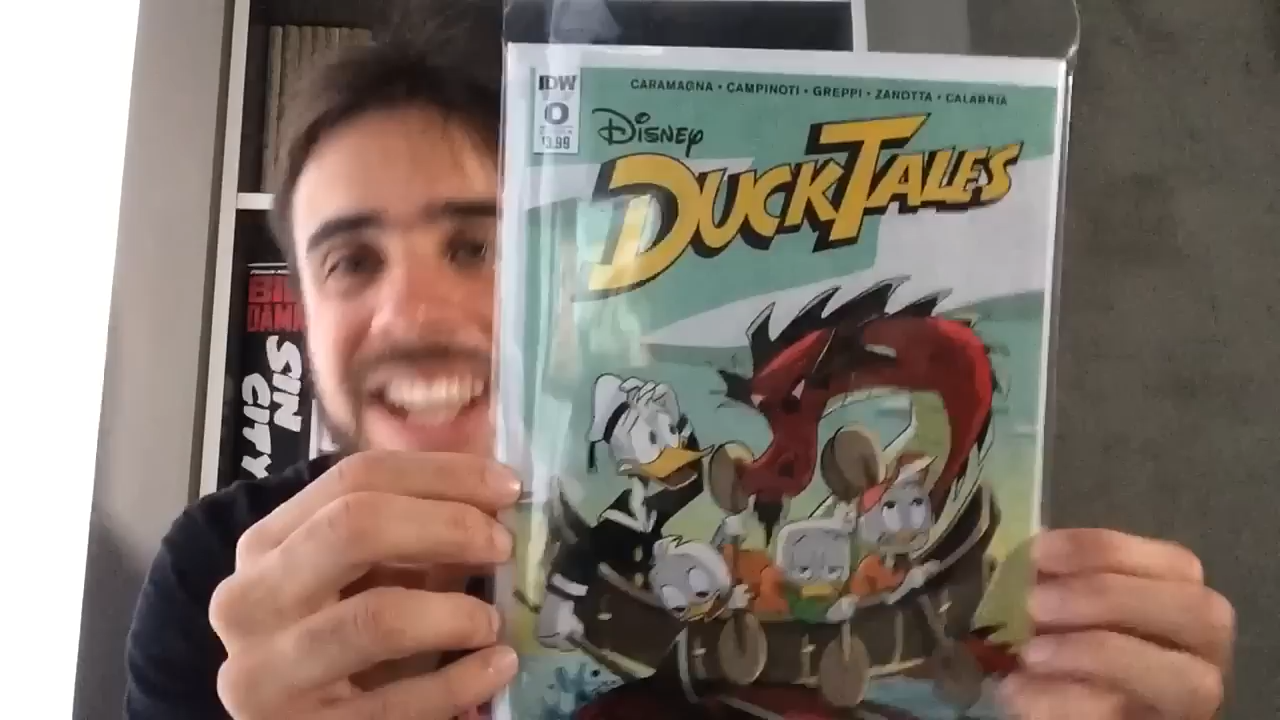 IDW
0
$3.99
CARAMAGNA • CAMPINOTI • GREPPI • ZANOTTA • CALABRIA
DISNEY
DUCKTALES
SIN
CITY